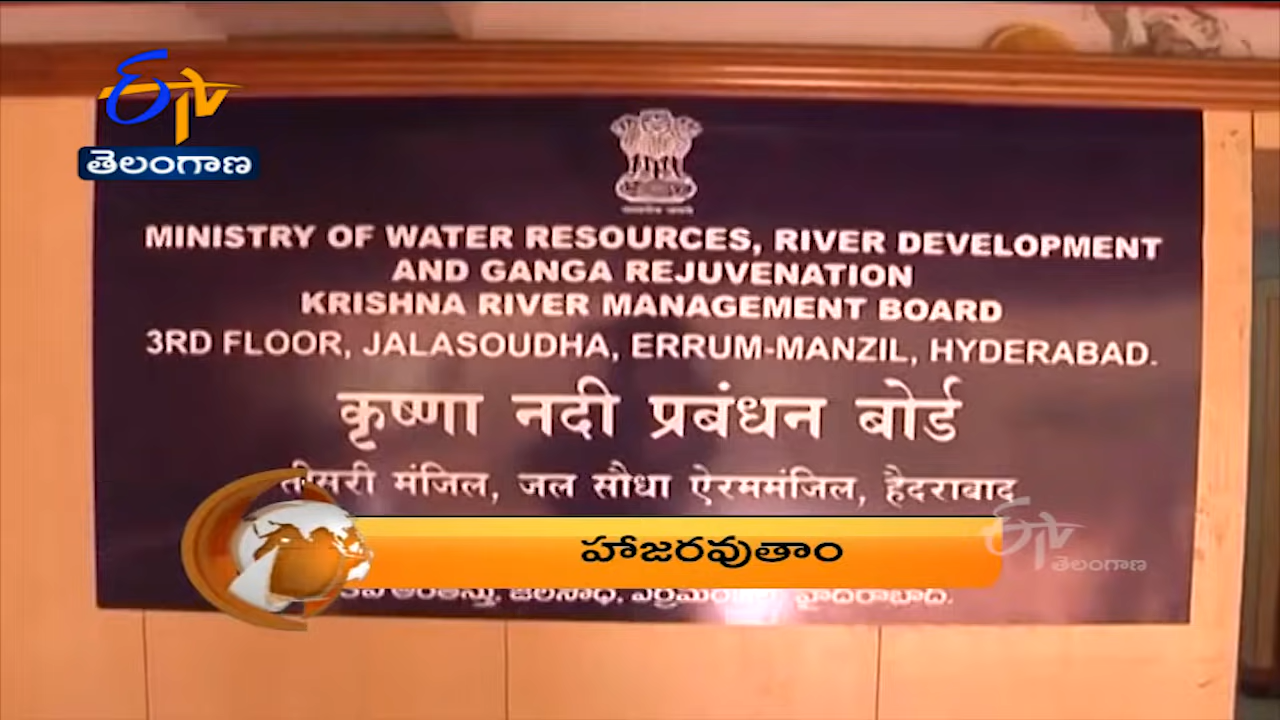 ETV
తెలంగాణ
MINISTRY OF WATER RESOURCES, RIVER DEVELOPMENT
AND GANGA REJUVENATION
KRISHNA RIVER MANAGEMENT BOARD
3RD FLOOR, JALASOUDHA, ERRUM-MANZIL, HYDERABAD.
कृष्णा नदी प्रबंधन बोर्ड
तीसरी मंजिल, जल सौधा ऐरममंजिल, हैदराबाद
హాజరవుతాం
ETV
తెలంగాణ
హైదరాబాద్.